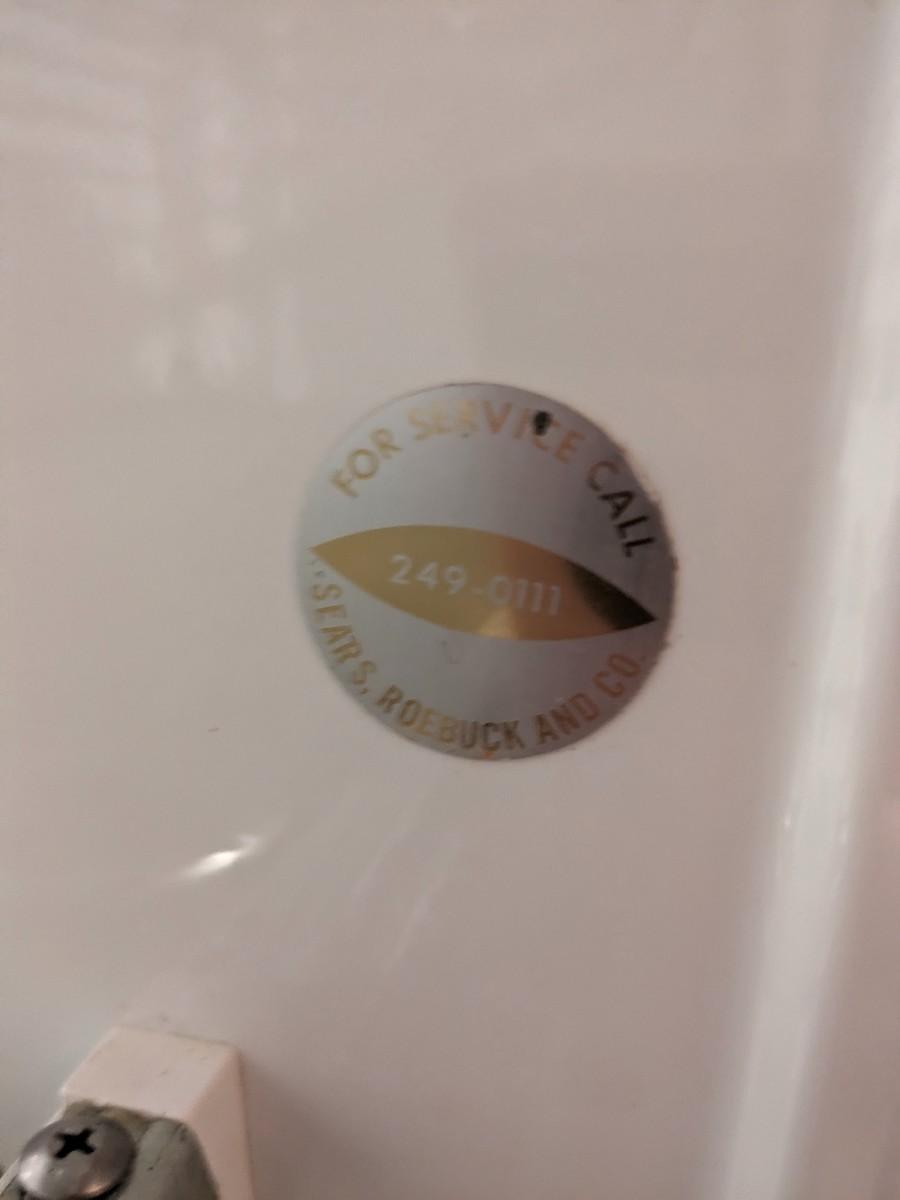 FOR SERVICE CALL
249-0111
SEARS, ROEBUCK AND CO.